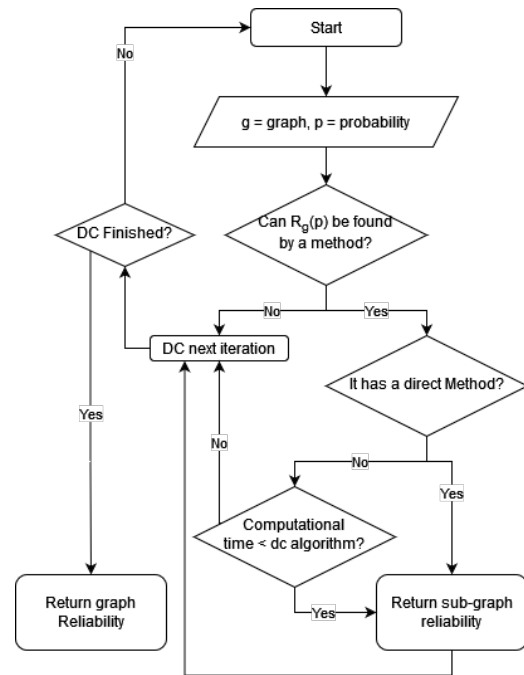 Start
No
g = graph, p = probability
Can Rg(p) be found
by a method?
DC Finished?
No
Yes
DC next iteration
It has a direct Method?
Yes
No
No
Yes
Computational
time < dc algorithm?
Return graph
Reliability
Yes
Return sub-graph
reliability